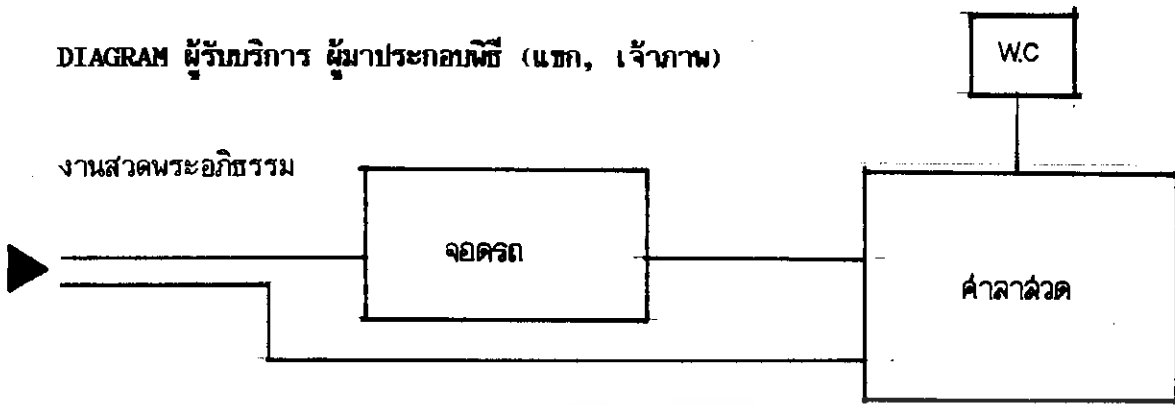 DIAGRAM ผู้รับบริการ ผู้มาประกอบพิธี (แขก, เจ้าภาพ)
W.C
งานสวดพระอภิธรรม
จอดรถ
ศาลาสวด